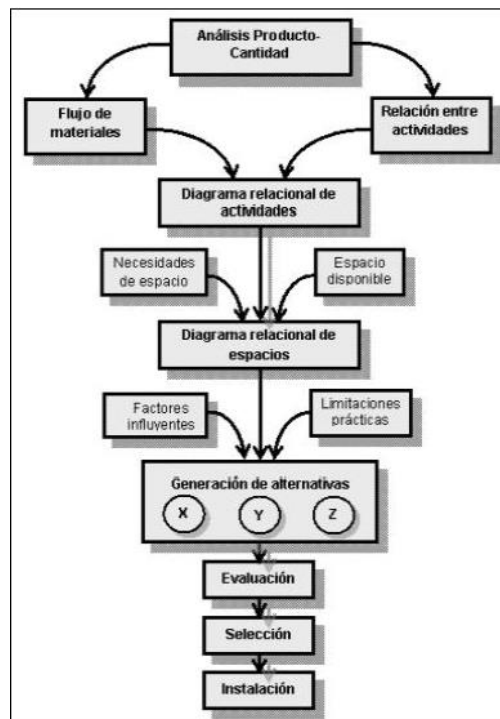 Análisis Producto-
Cantidad
Flujo de
materiales
Relación entre
actividades
Diagrama relacional de
actividades
Necesidades
de espacio
Espacio
disponible
Diagrama relacional de
espacios
Factores
influyentes
Limitaciones
prácticas
Generación de alternativas
X Y Z
Evaluación
Selección
Instalación